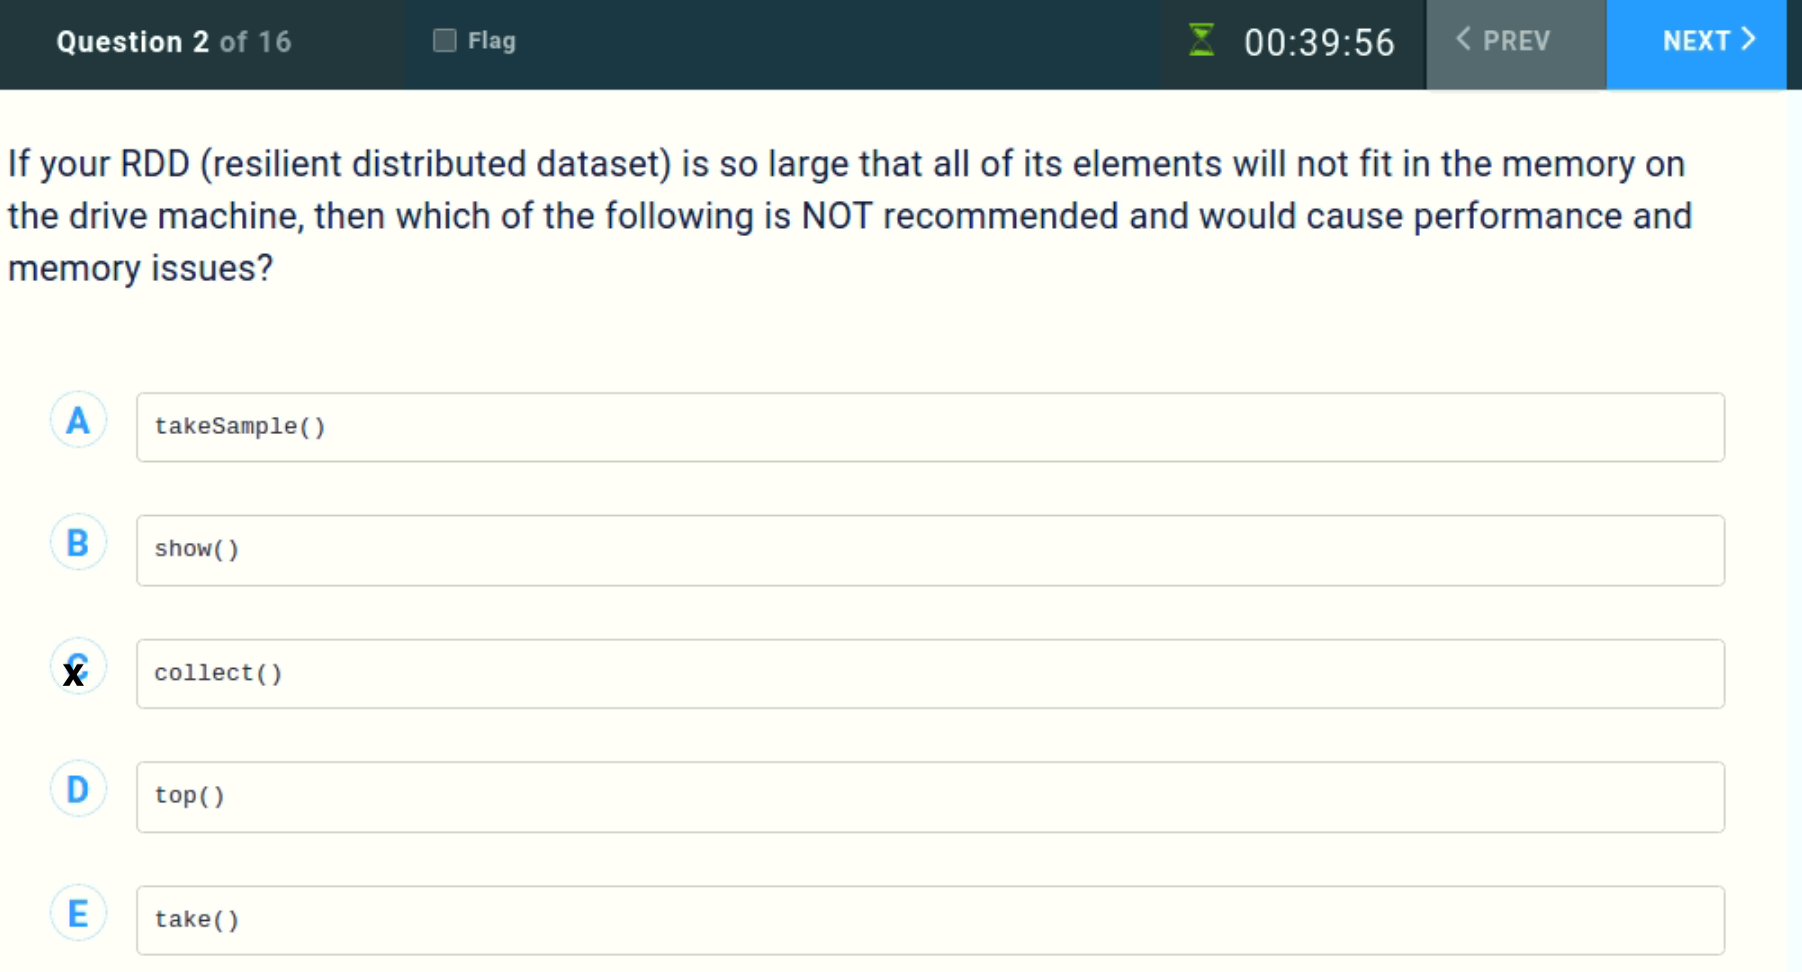 Question 2 of 16
Flag
00:39:56
< PREV
NEXT >
If your RDD (resilient distributed dataset) is so large that all of its elements will not fit in the memory on
the drive machine, then which of the following is NOT recommended and would cause performance and
memory issues?
A takeSample()
B show()
C x collect()
D top()
E take()